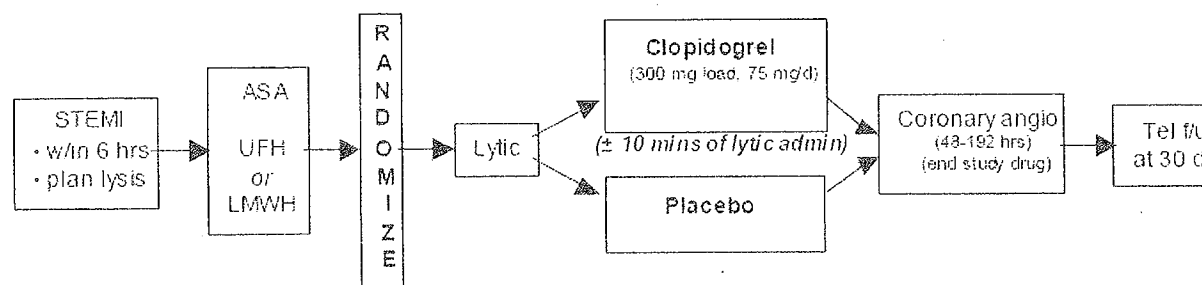 STEMI
• w/in 6 hrs
• plan lysis
ASA
UFH
or
LMWH
RANDOMIZE
Lytic
Clopidogrel
(300 mg load, 75 mg/d)
(± 10 mins of lytic admin)
Placebo
Coronary angio
(48-192 hrs)
(end study drug)
Tel f/u
at 30 d